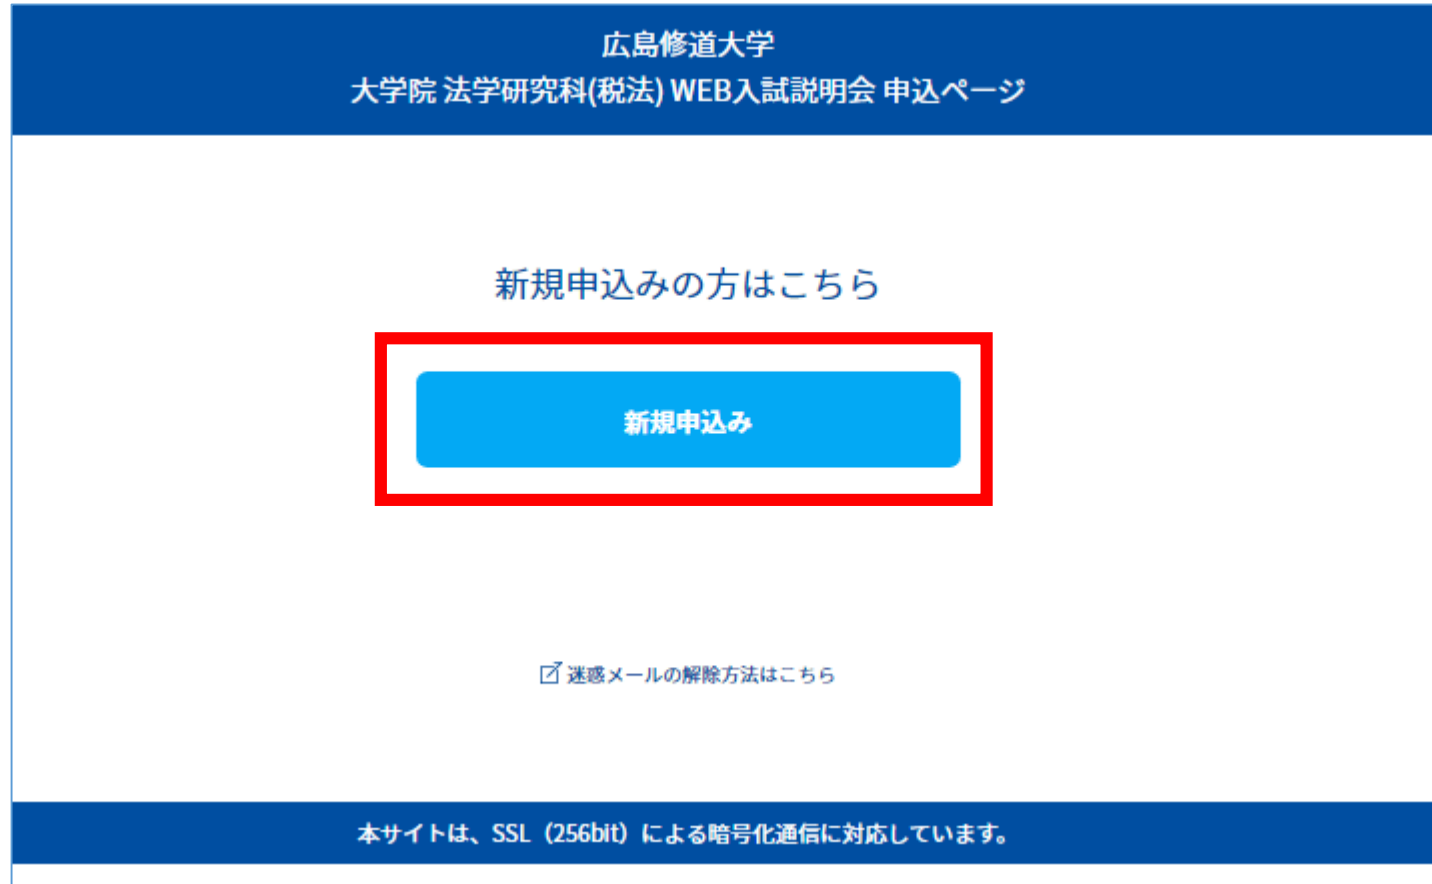 広島修道大学
大学院 法学研究科(税法) WEB入試説明会 申込ページ
新規申込みの方はこちら
新規申込み
迷惑メールの解除方法はこちら
本サイトは、SSL（256bit）による暗号化通信に対応しています。